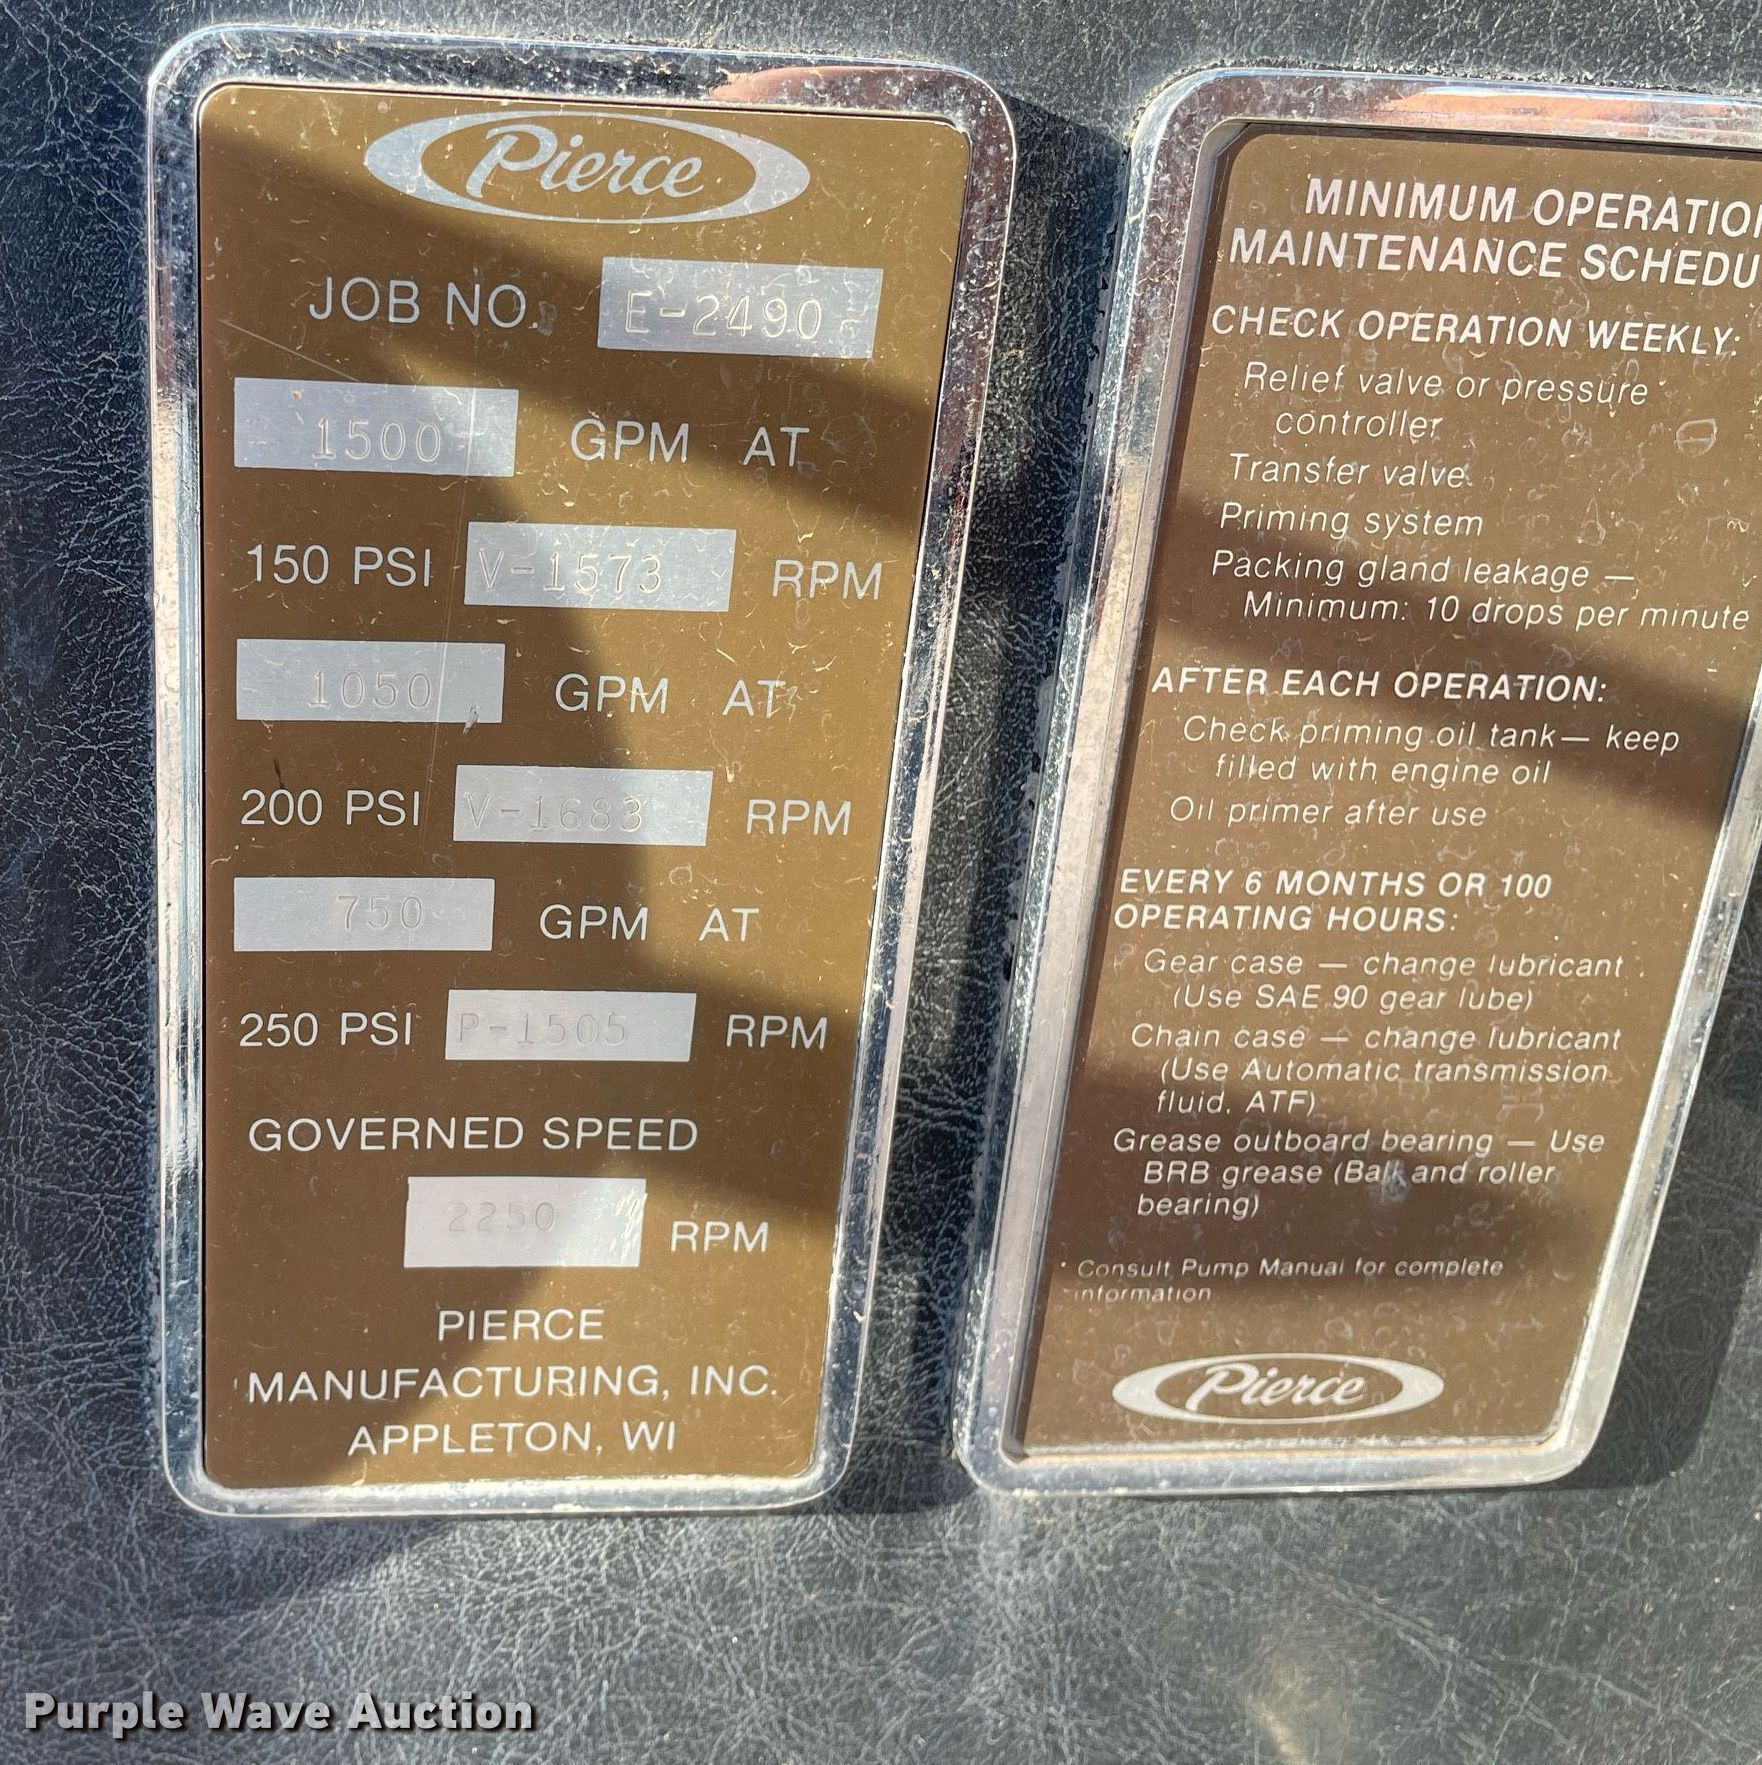 Pierce
JOB NO. E-2490
1500 GPM AT
150 PSI V-1573 RPM
1050 GPM AT
200 PSI V-1683 RPM
750 GPM AT
250 PSI P-1505 RPM
GOVERNED SPEED
2250 RPM
PIERCE
MANUFACTURING, INC.
APPLETON, WI
MINIMUM OPERATIO
MAINTENANCE SCHEDU
CHECK OPERATION WEEKLY:
Relief valve or pressure
controller
Transfer valve
Priming system
Packing gland leakage —
Minimum: 10 drops per minute
AFTER EACH OPERATION:
Check priming oil tank— keep
filled with engine oil
Oil primer after use
EVERY 6 MONTHS OR 100
OPERATING HOURS:
Gear case — change lubricant
(Use SAE 90 gear lube)
Chain case — change lubricant
(Use Automatic transmission
fluid. ATF)
Grease outboard bearing — Use
BRB grease (Ball and roller
bearing)
* Consult Pump Manual for complete
information
Pierce
Purple Wave Auction